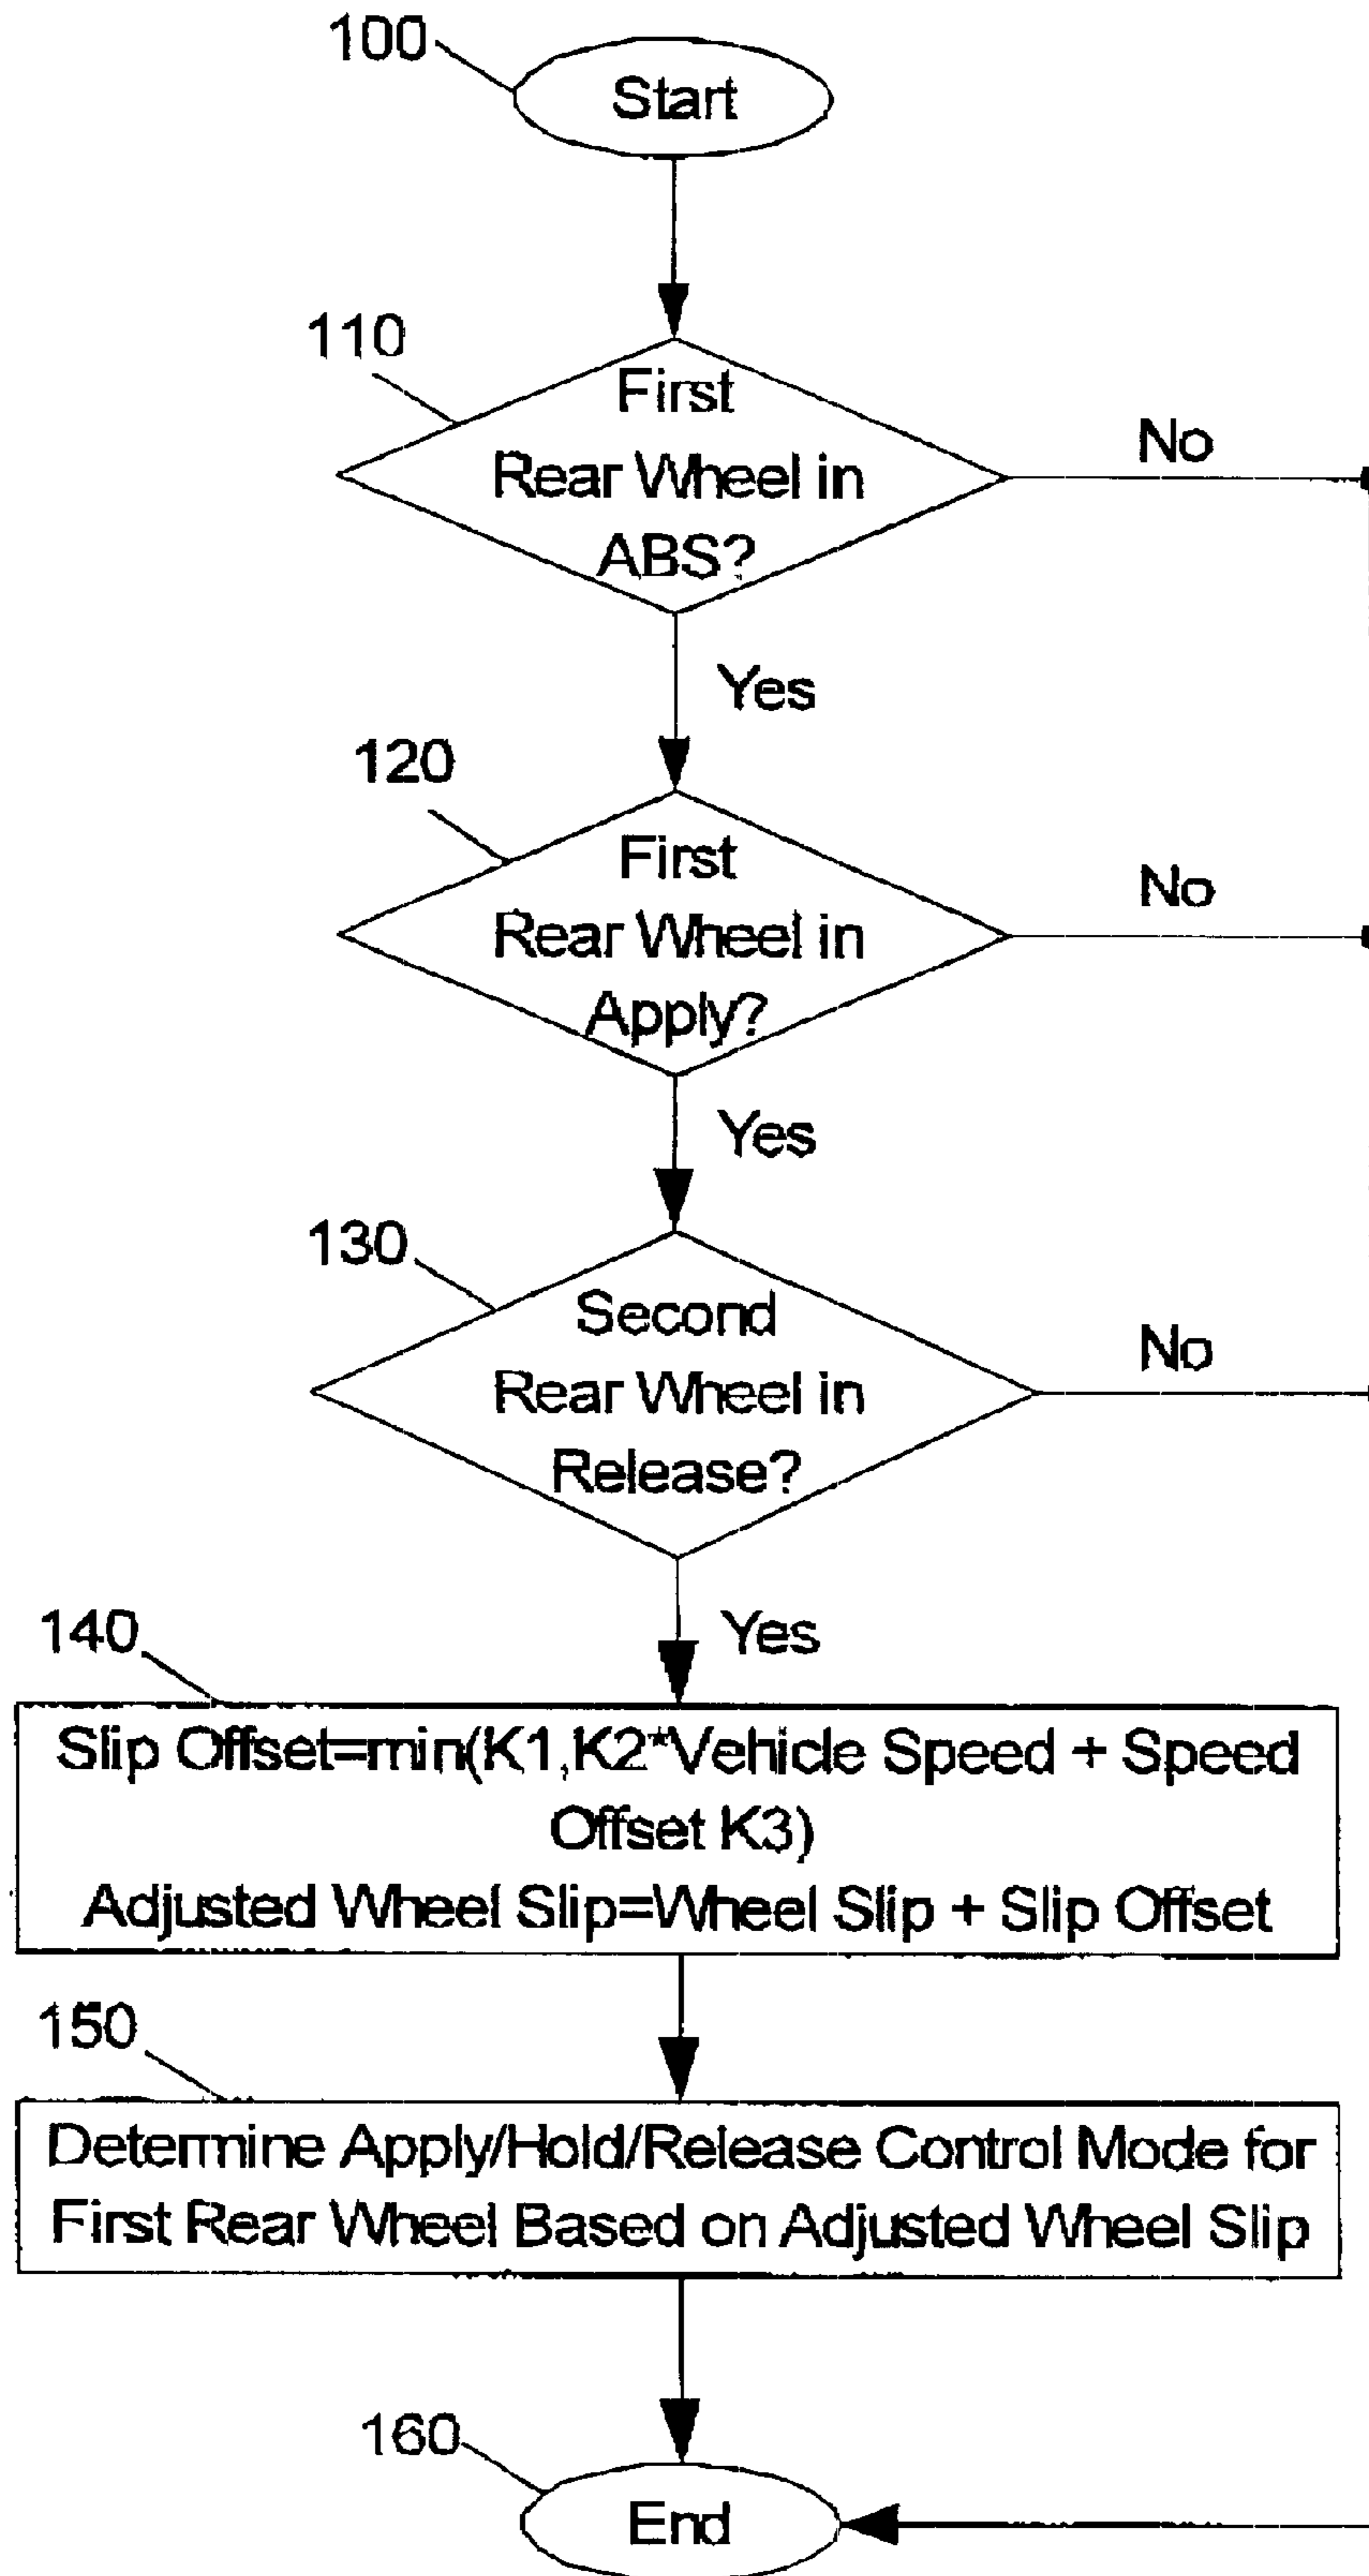 100
Start
110
First
Rear Wheel in
ABS?
No
Yes
120
First
Rear Wheel in
Apply?
No
Yes
130
Second
Rear Wheel in
Release?
No
Yes
140
Slip Offset=min(K1,K2*Vehicle Speed + Speed
Offset K3)
Adjusted Wheel Slip=Wheel Slip + Slip Offset
150
Determine Apply/Hold/Release Control Mode for
First Rear Wheel Based on Adjusted Wheel Slip
160
End